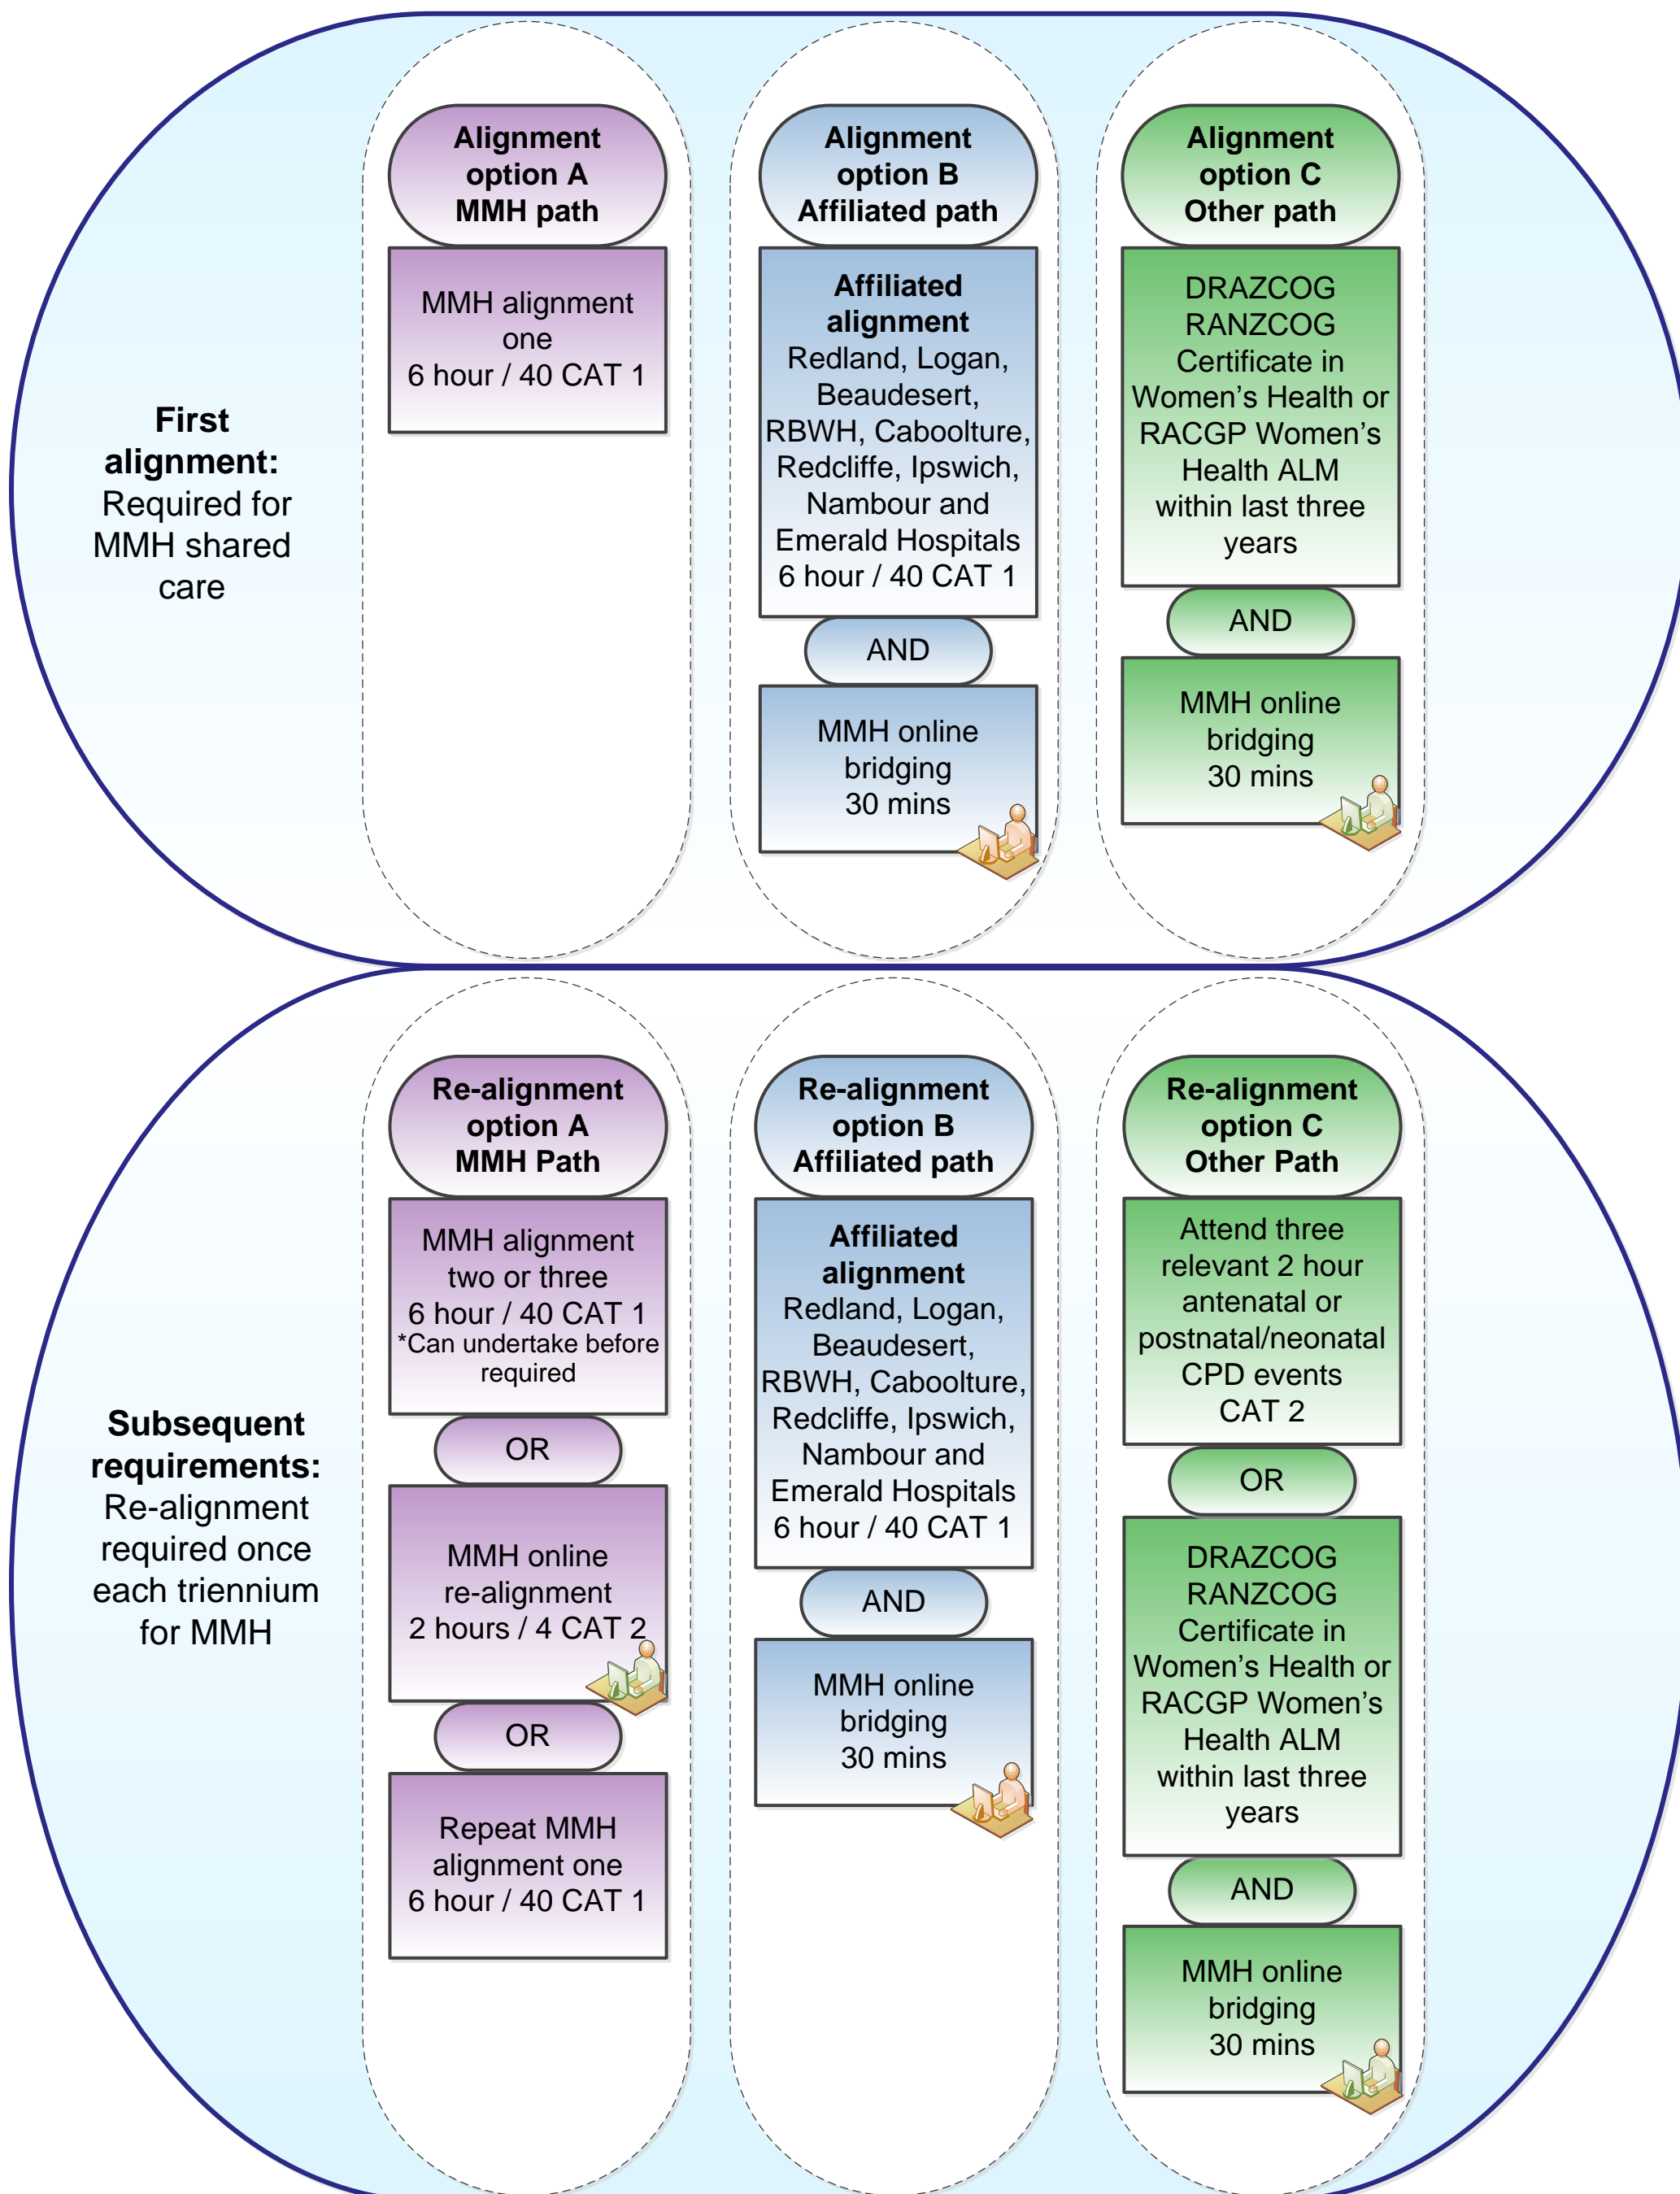 First
alignment:
Required for
MMH shared
care
Alignment
option A
MMH path
MMH alignment
one
6 hour / 40 CAT 1
Alignment
option B
Affiliated path
Affiliated
alignment
Redland, Logan,
Beaudesert,
RBWH, Caboolture,
Redcliffe, Ipswich,
Nambour and
Emerald Hospitals
6 hour / 40 CAT 1
AND
MMH online
bridging
30 mins
Alignment
option C
Other path
DRAZCOG
RANZCOG
Certificate in
Women’s Health or
RACGP Women’s
Health ALM
within last three
years
AND
MMH online
bridging
30 mins
Subsequent
requirements:
Re-alignment
required once
each triennium
for MMH
Re-alignment
option A
MMH Path
MMH alignment
two or three
6 hour / 40 CAT 1
*Can undertake before
required
OR
MMH online
re-alignment
2 hours / 4 CAT 2
OR
Repeat MMH
alignment one
6 hour / 40 CAT 1
Re-alignment
option B
Affiliated path
Affiliated
alignment
Redland, Logan,
Beaudesert,
RBWH, Caboolture,
Redcliffe, Ipswich,
Nambour and
Emerald Hospitals
6 hour / 40 CAT 1
AND
MMH online
bridging
30 mins
Re-alignment
option C
Other Path
Attend three
relevant 2 hour
antenatal or
postnatal/neonatal
CPD events
CAT 2
OR
DRAZCOG
RANZCOG
Certificate in
Women’s Health or
RACGP Women’s
Health ALM
within last three
years
AND
MMH online
bridging
30 mins